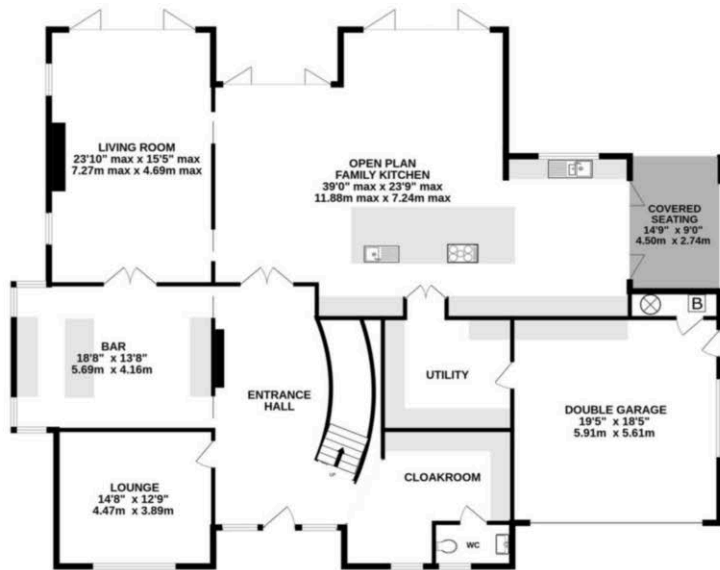 LIVING ROOM
23'10" max x 15'5" max
7.27m max x 4.69m max
OPEN PLAN
FAMILY KITCHEN
39'0" max x 23'9" max
11.88m max x 7.24m max
COVERED
SEATING
14'9" x 9'0"
4.50m x 2.74m
B
BAR
18'8" x 13'8"
5.69m x 4.16m
ENTRANCE
HALL
UTILITY
DOUBLE GARAGE
19'5" x 18'5"
5.91m x 5.61m
LOUNGE
14'8" x 12'9"
4.47m x 3.89m
CLOAKROOM
WC